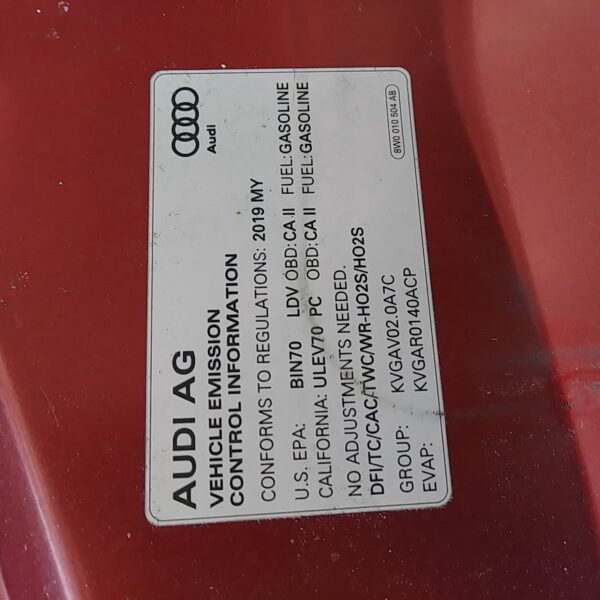 Audi
AUDI AG
VEHICLE EMISSION
CONTROL INFORMATION
CONFORMS TO REGULATIONS: 2019 MY
U.S. EPA: BIN70 LDV OBD: CA II FUEL: GASOLINE
CALIFORNIA: ULEV70 PC OBD: CA II FUEL: GASOLINE
NO ADJUSTMENTS NEEDED.
DFI/TC/CAC/TWC/WR-HO2S/HO2S
GROUP: KVGAV02.0A7C
EVAP: KVGAR0140ACP
8W0 010 504 AB